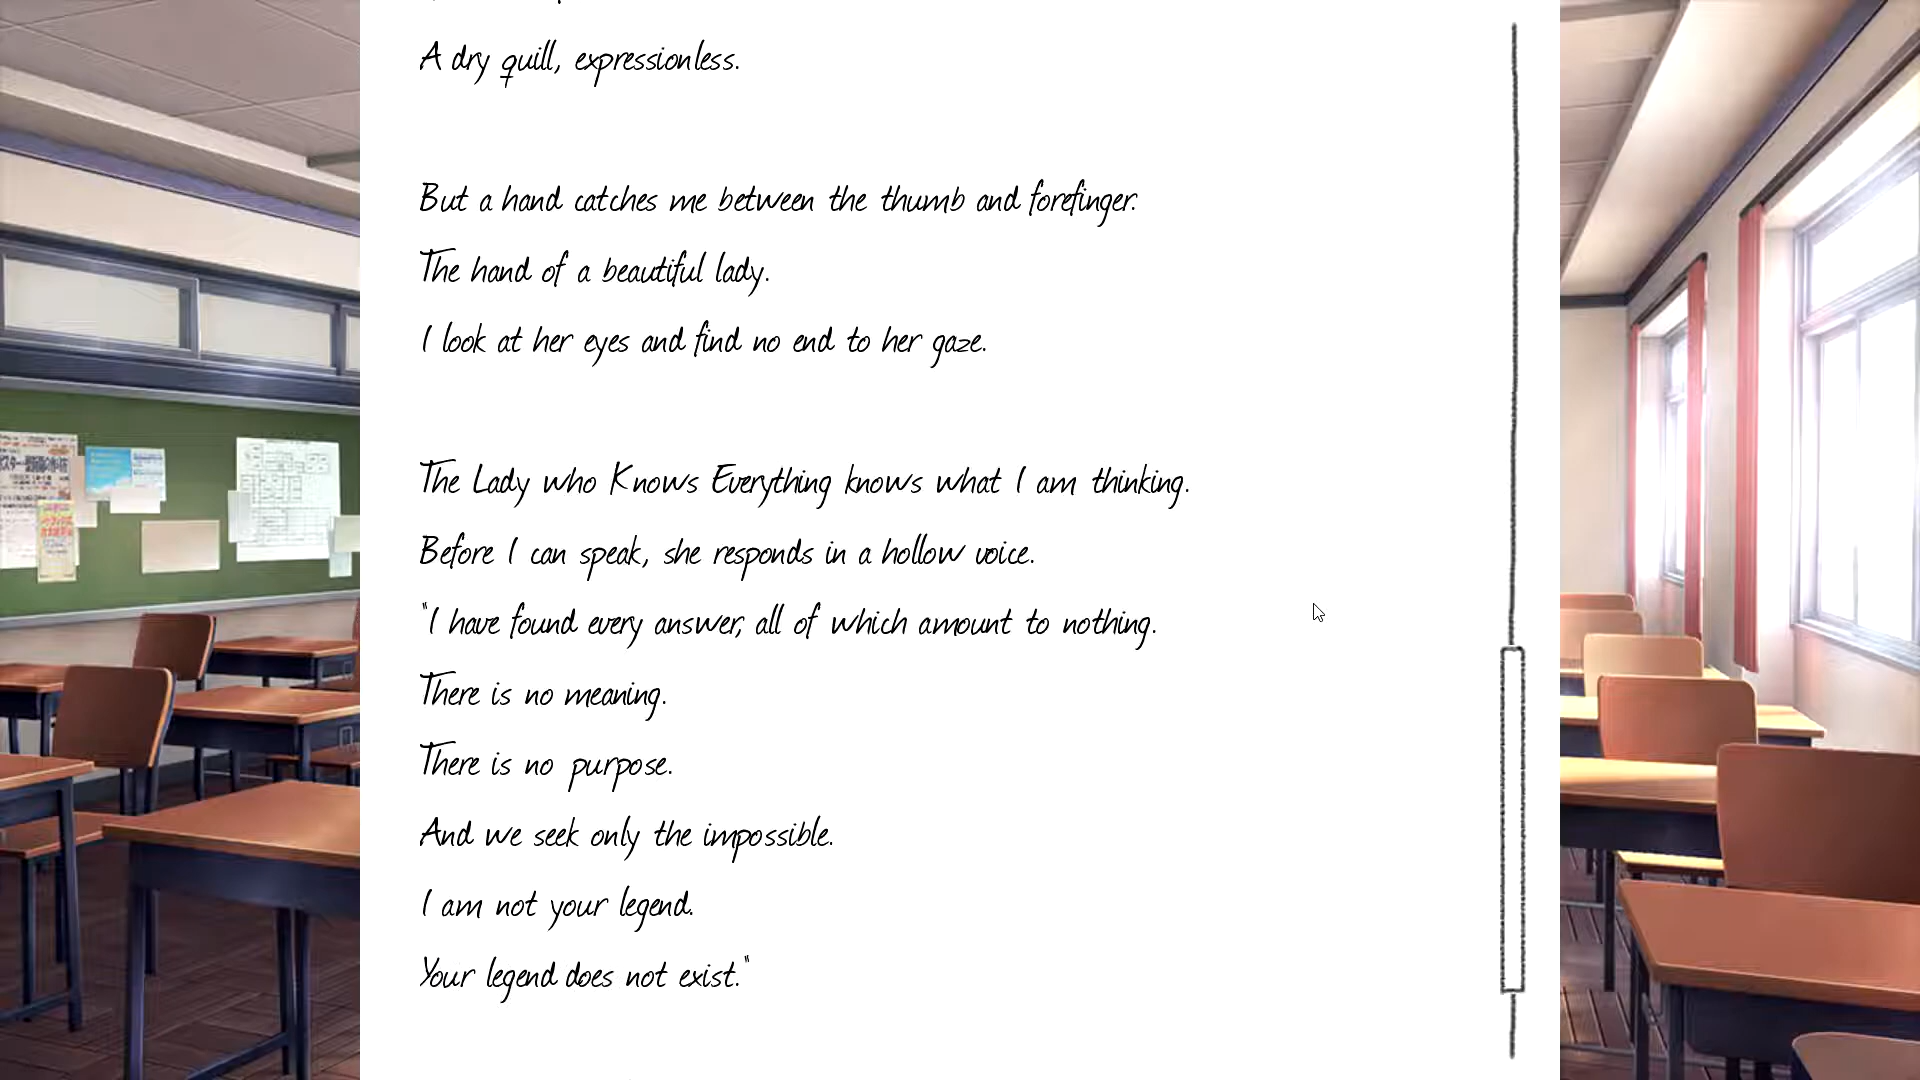 A dry quill, expressionless.
But a hand catches me between the thumb and forefinger.
The hand of a beautiful lady.
I look at her eyes and find no end to her gaze.
The Lady who Knows Everything knows what I am thinking.
Before I can speak, she responds in a hollow voice.
"I have found every answer, all of which amount to nothing.
There is no meaning.
There is no purpose.
And we seek only the impossible.
I am not your legend.
Your legend does not exist."